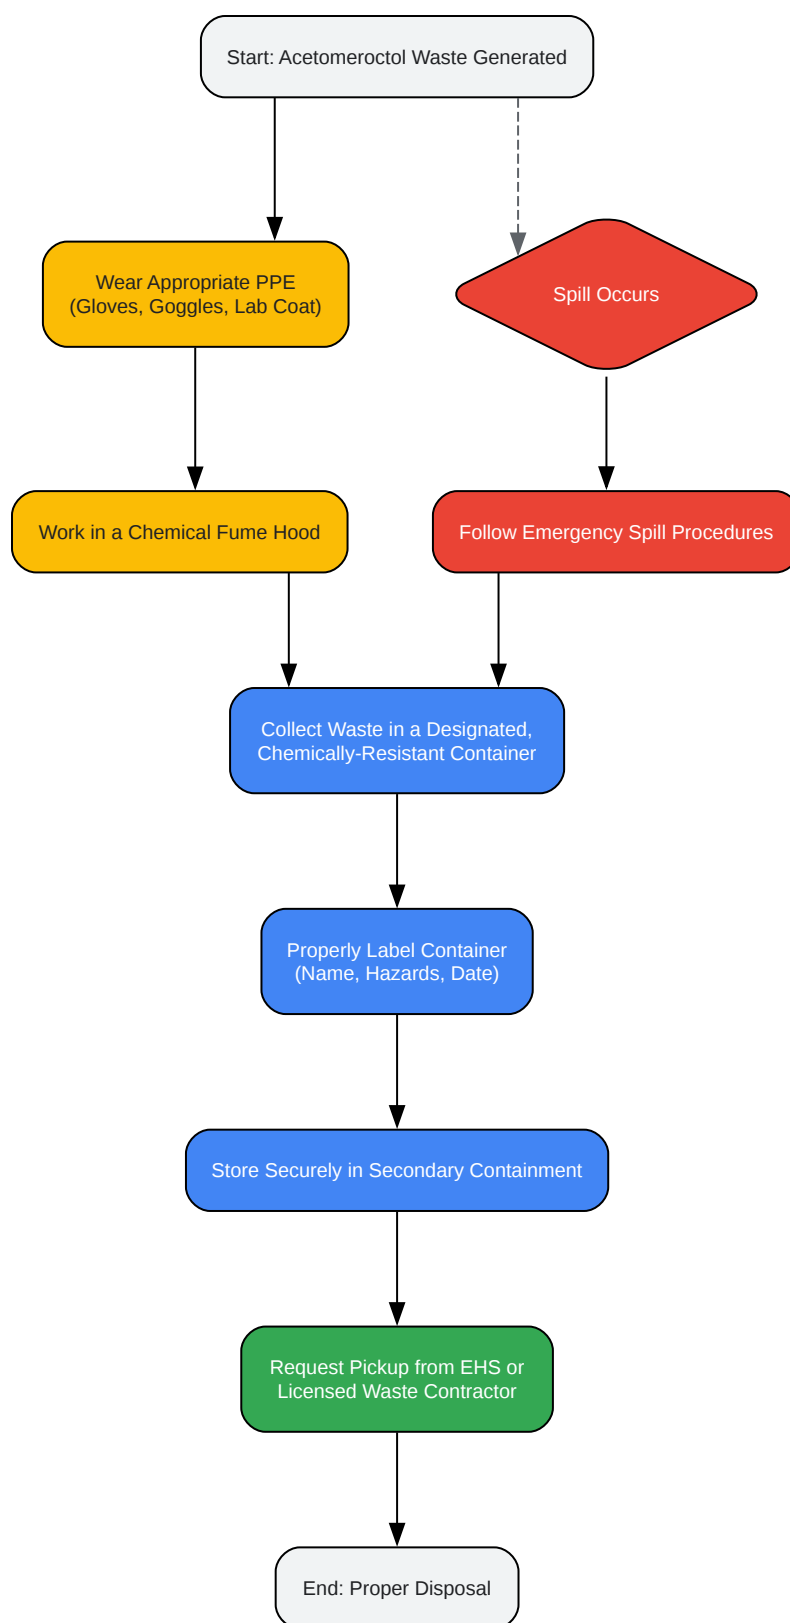 Start: Acetomeroctol Waste Generated
Wear Appropriate PPE
(Gloves, Goggles, Lab Coat)
Spill Occurs
Work in a Chemical Fume Hood
Follow Emergency Spill Procedures
Collect Waste in a Designated,
Chemically-Resistant Container
Properly Label Container
(Name, Hazards, Date)
Store Securely in Secondary Containment
Request Pickup from EHS or
Licensed Waste Contractor
End: Proper Disposal